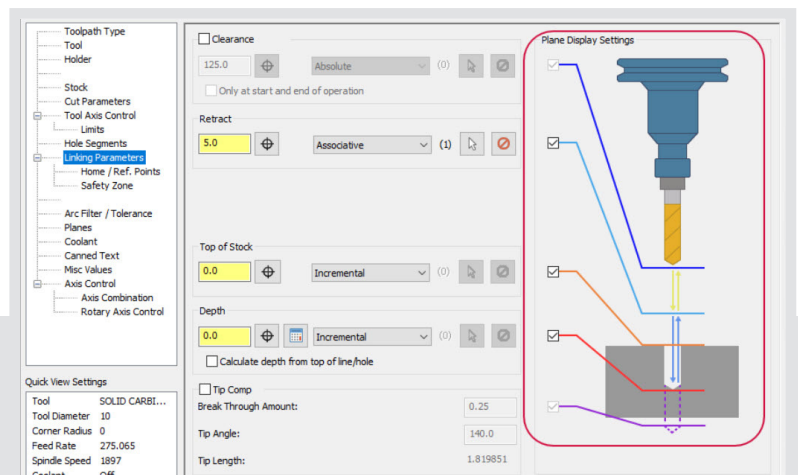 Toolpath Type
Tool
Holder
Stock
Cut Parameters
Tool Axis Control
Limits
Hole Segments
Linking Parameters
Home / Ref. Points
Safety Zone
Arc Filter / Tolerance
Planes
Coolant
Canned Text
Misc Values
Axis Control
Axis Combination
Rotary Axis Control
Quick View Settings
Tool SOLID CARBI...
Tool Diameter 10
Corner Radius 0
Feed Rate 275.065
Spindle Speed 1897
Coolant Off
Clearance
125.0 Absolute (0)
Only at start and end of operation
Retract
5.0 Associative (1)
Top of Stock
0.0 Incremental (0)
Depth
0.0 Incremental (0)
Calculate depth from top of line/hole
Tip Comp
Break Through Amount: 0.25
Tip Angle: 140.0
Tip Length: 1.819851
Plane Display Settings